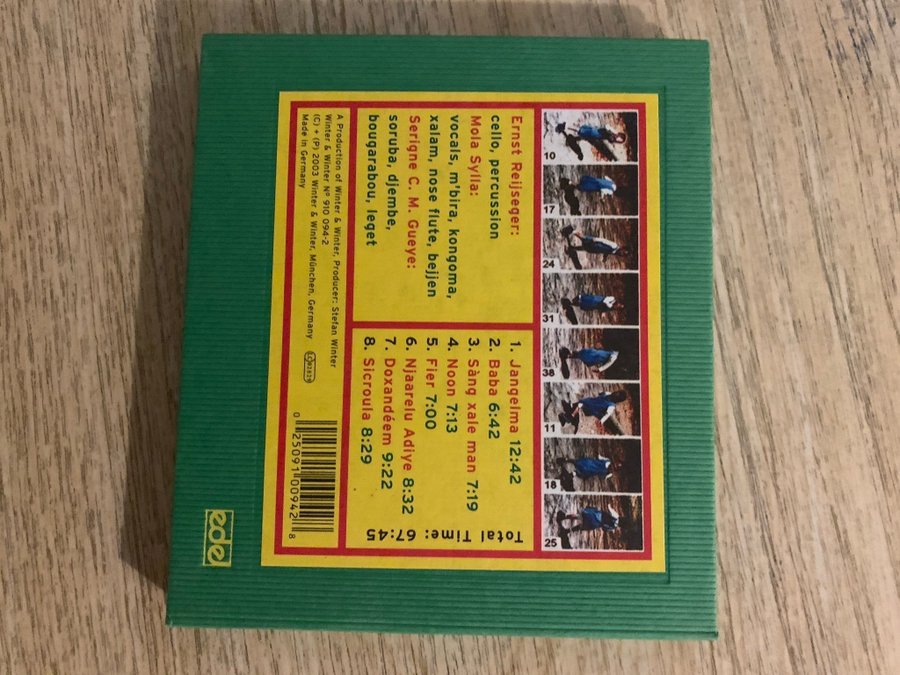 10
17
24
31
38
11
18
25
Ernst Reijseger:
cello, percussion
Mola Sylla:
vocals, m'bira, kongoma,
xalam, nose flute, bejjen
Serigne C. M. Gueye:
soruba, djembe,
bougarabou, leget
1. Jangelma 12:42
2. Baba 6:42
3. Sàng xale man 7:19
4. Noon 7:13
5. Fier 7:00
6. Njaarelu Adiye 8:32
7. Doxandéem 9:22
8. Sicroula 8:29
Total Time: 67:45
A Production of Winter & Winter, Producer: Stefan Winter
Winter & Winter Nº 910 094-2
(C) + (P) 2003 Winter & Winter, München, Germany
Made in Germany
0 25091 00942 8
edel